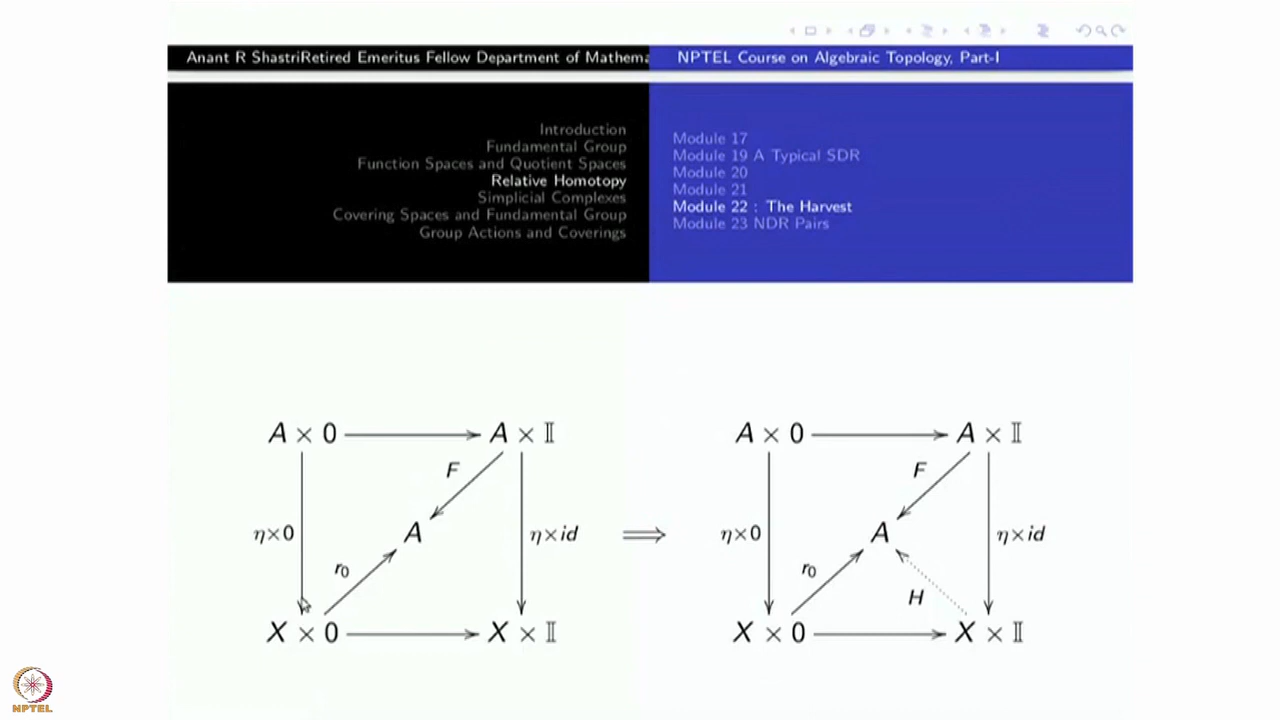 Anant R ShastriRetired Emeritus Fellow Department of Mathema
NPTEL Course on Algebraic Topology, Part-I
Introduction
Fundamental Group
Function Spaces and Quotient Spaces
Relative Homotopy
Simplicial Complexes
Covering Spaces and Fundamental Group
Group Actions and Coverings
Module 17
Module 19 A Typical SDR
Module 20
Module 21
Module 22 : The Harvest
Module 23 NDR Pairs
A × 0 A × 𝕀 A × 0 A × 𝕀
F F
η×0 A η×id ⟹ η×0 A η×id
r₀ r₀ H
X × 0 X × 𝕀 X × 0 X × 𝕀
NPTEL